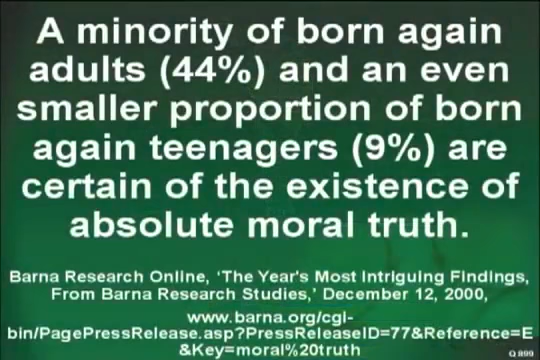 A minority of born again
adults (44%) and an even
smaller proportion of born
again teenagers (9%) are
certain of the existence of
absolute moral truth.
Barna Research Online, ‘The Year's Most Intriguing Findings,
From Barna Research Studies,’ December 12, 2000,
www.barna.org/cgi-
bin/PagePressRelease.asp?PressReleaseID=77&Reference=E
&Key=moral%20truth
Q 899